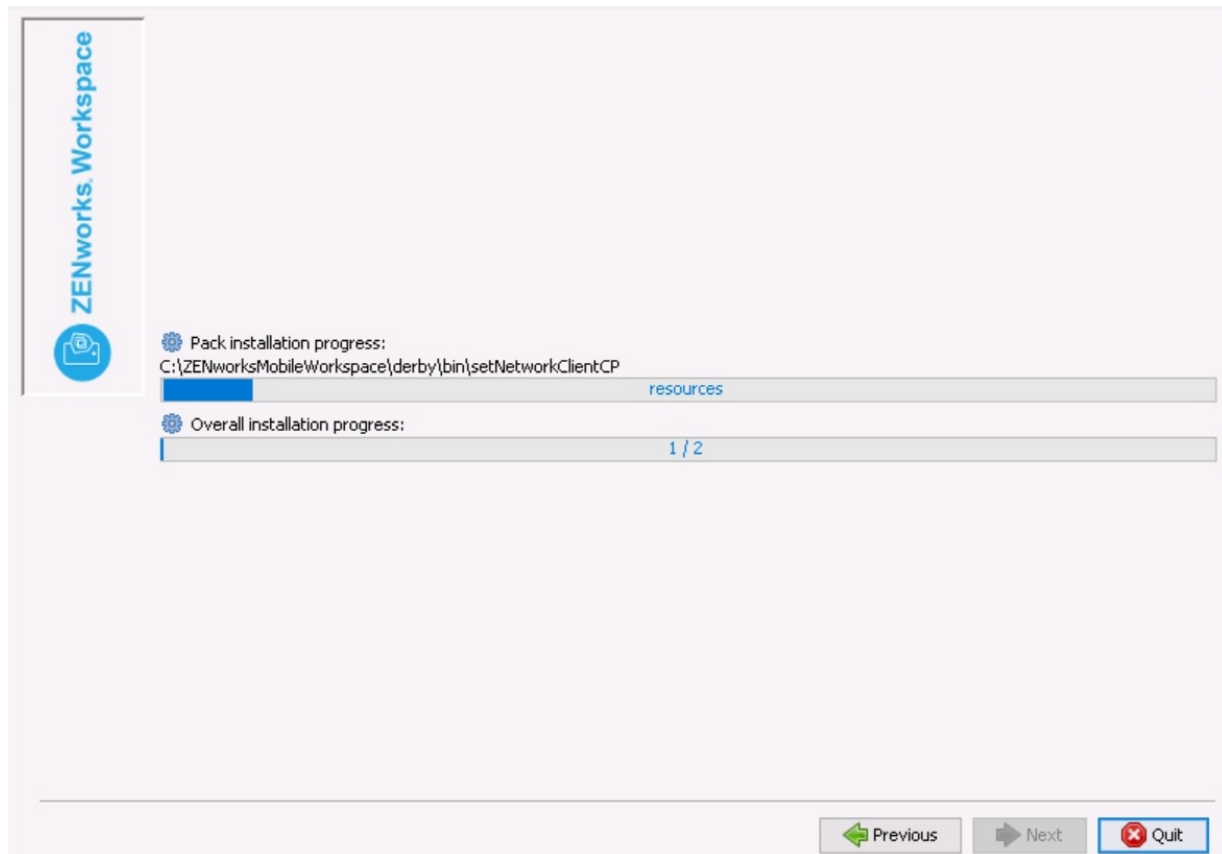 ZENworks. Workspace
Pack installation progress:
C:\ZENworksMobileWorkspace\derby\bin\setNetworkClientCP
resources
Overall installation progress:
1 / 2
Previous
Next
Quit